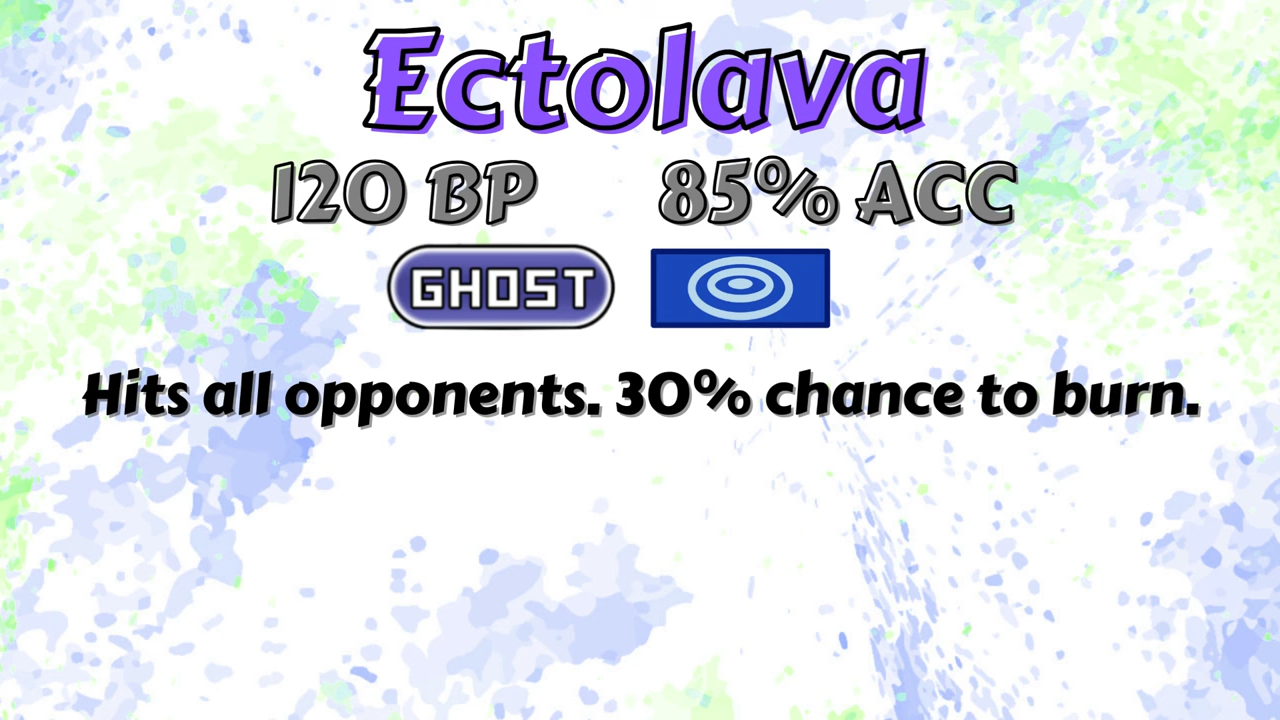 Ectolava
120 BP 85% ACC
GHOST
Hits all opponents. 30% chance to burn.